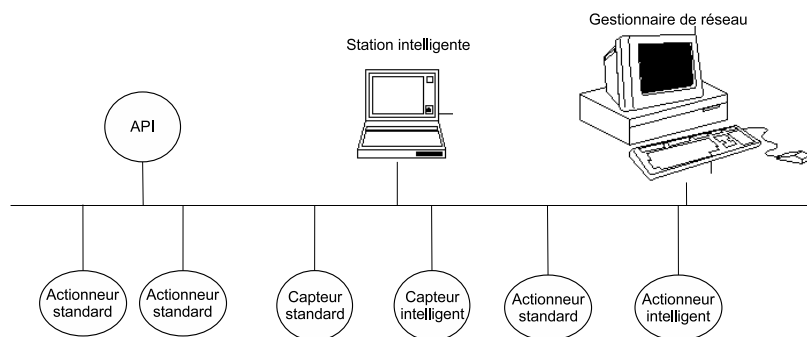 Gestionnaire de réseau
Station intelligente
API
Actionneur
standard
Actionneur
standard
Capteur
standard
Capteur
intelligent
Actionneur
standard
Actionneur
intelligent